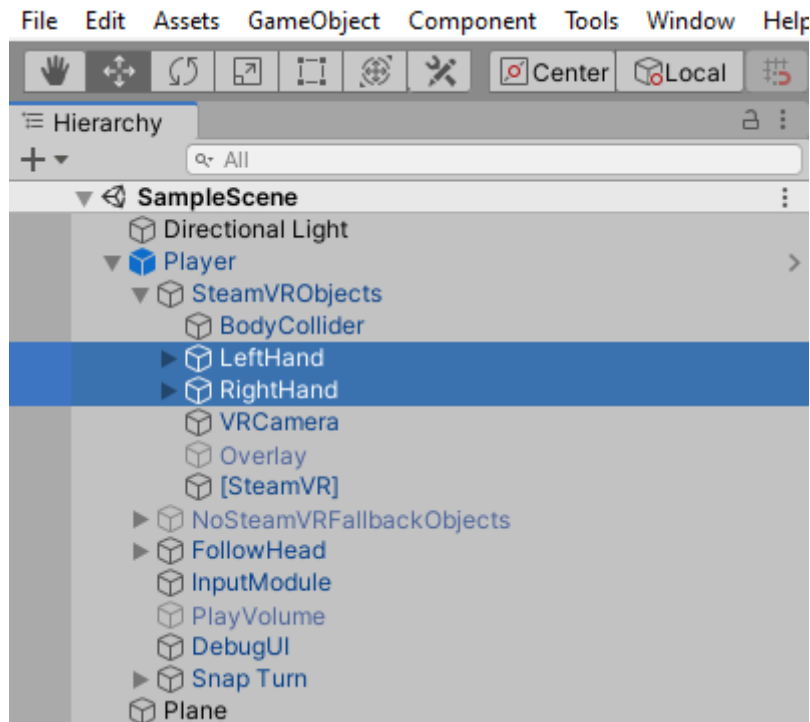 File Edit Assets GameObject Component Tools Window Help
Center Local
Hierarchy
All
SampleScene
Directional Light
Player
SteamVRObjects
BodyCollider
LeftHand
RightHand
VRCamera
Overlay
[SteamVR]
NoSteamVRFallbackObjects
FollowHead
InputModule
PlayVolume
DebugUI
Snap Turn
Plane